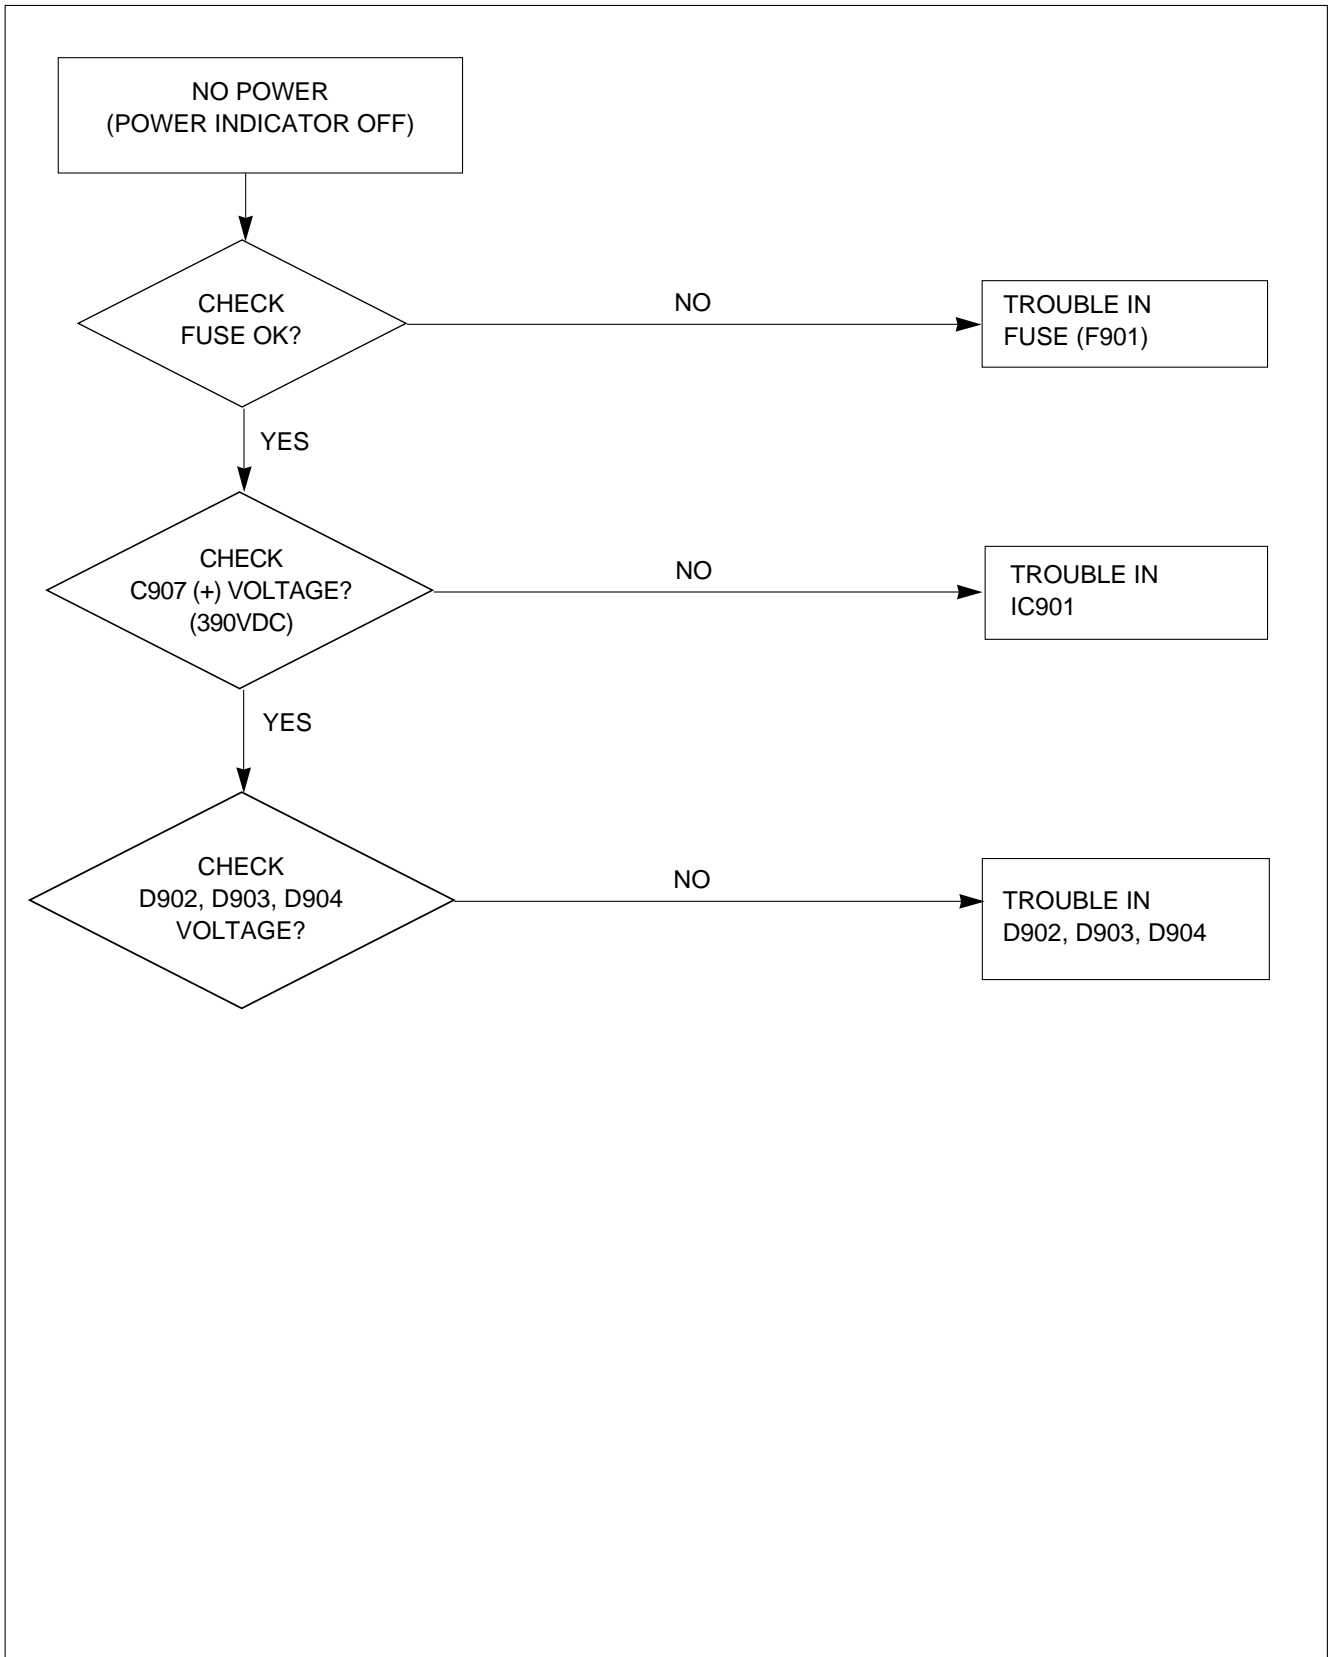 NO POWER
(POWER INDICATOR OFF)
CHECK
FUSE OK?
NO
TROUBLE IN
FUSE (F901)
YES
CHECK
C907 (+) VOLTAGE?
(390VDC)
NO
TROUBLE IN
IC901
YES
CHECK
D902, D903, D904
VOLTAGE?
NO
TROUBLE IN
D902, D903, D904